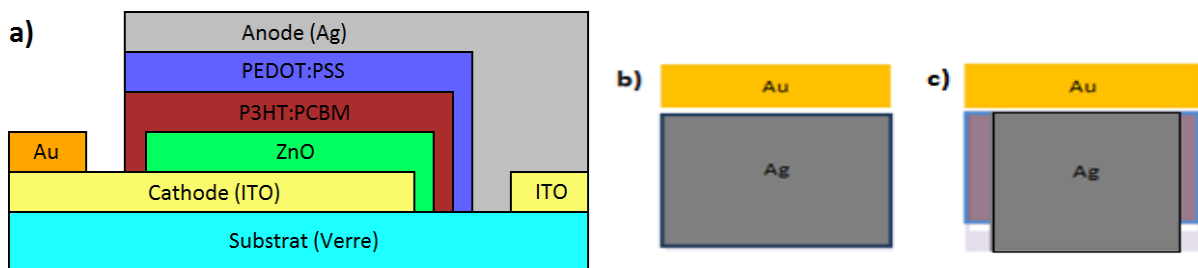 a)
Anode (Ag)
PEDOT:PSS
P3HT:PCBM
Au
ZnO
Cathode (ITO)
ITO
Substrat (Verre)
b)
Au
Ag
c)
Au
Ag